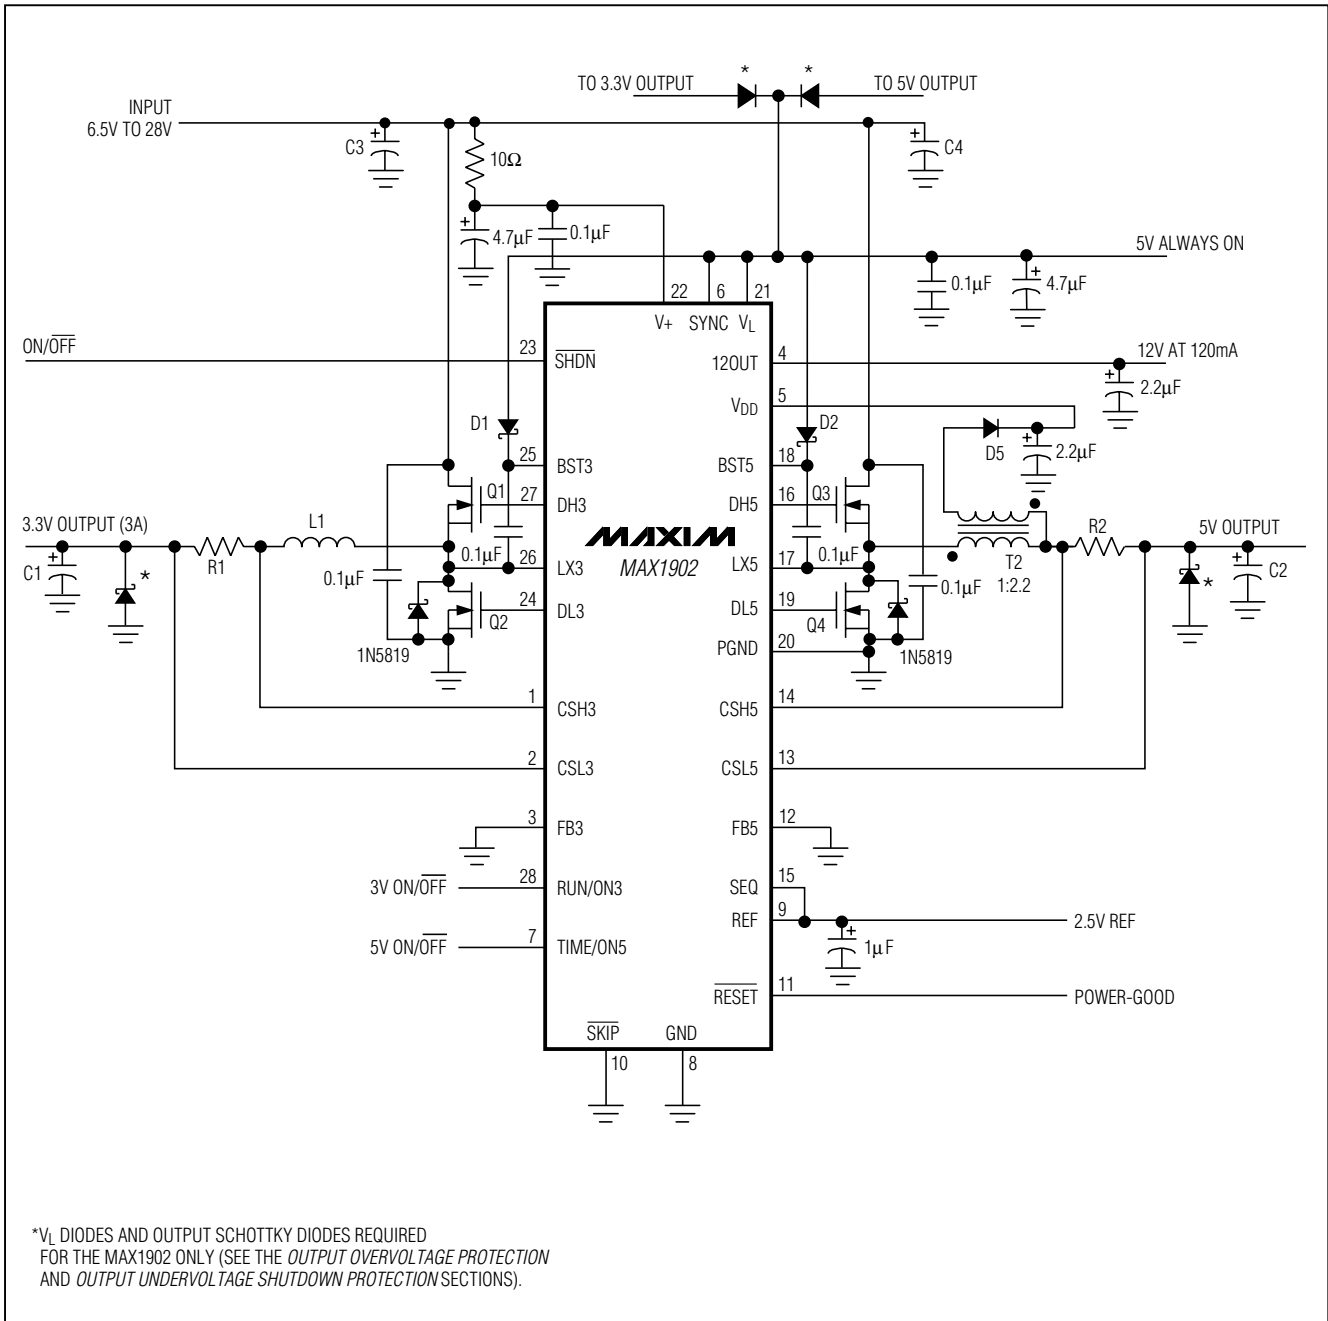 TO 3.3V OUTPUT
*
*
TO 5V OUTPUT
INPUT
6.5V TO 28V
C3
+
10Ω
+
C4
+
4.7µF
0.1µF
5V ALWAYS ON
0.1µF
+
4.7µF
22
6
21
V+
SYNC
VL
ON/OFF
23
SHDN
4
12OUT
12V AT 120mA
+
2.2µF
5
VDD
D1
D2
D5
+
2.2µF
25
BST3
18
BST5
Q1
27
DH3
16
DH5
Q3
3.3V OUTPUT (3A)
L1
R1
+
C1
*
0.1µF
0.1µF
26
LX3
MAXIM
MAX1902
17
LX5
0.1µF
0.1µF
T2
1:2.2
R2
5V OUTPUT
*
+
C2
24
DL3
Q2
19
DL5
Q4
1N5819
20
PGND
1N5819
1
CSH3
14
CSH5
2
CSL3
13
CSL5
3
FB3
12
FB5
3V ON/OFF
28
RUN/ON3
15
SEQ
9
REF
2.5V REF
+
1µF
5V ON/OFF
7
TIME/ON5
11
RESET
POWER-GOOD
SKIP
GND
10
8
*VL DIODES AND OUTPUT SCHOTTKY DIODES REQUIRED
FOR THE MAX1902 ONLY (SEE THE OUTPUT OVERVOLTAGE PROTECTION
AND OUTPUT UNDERVOLTAGE SHUTDOWN PROTECTION SECTIONS).